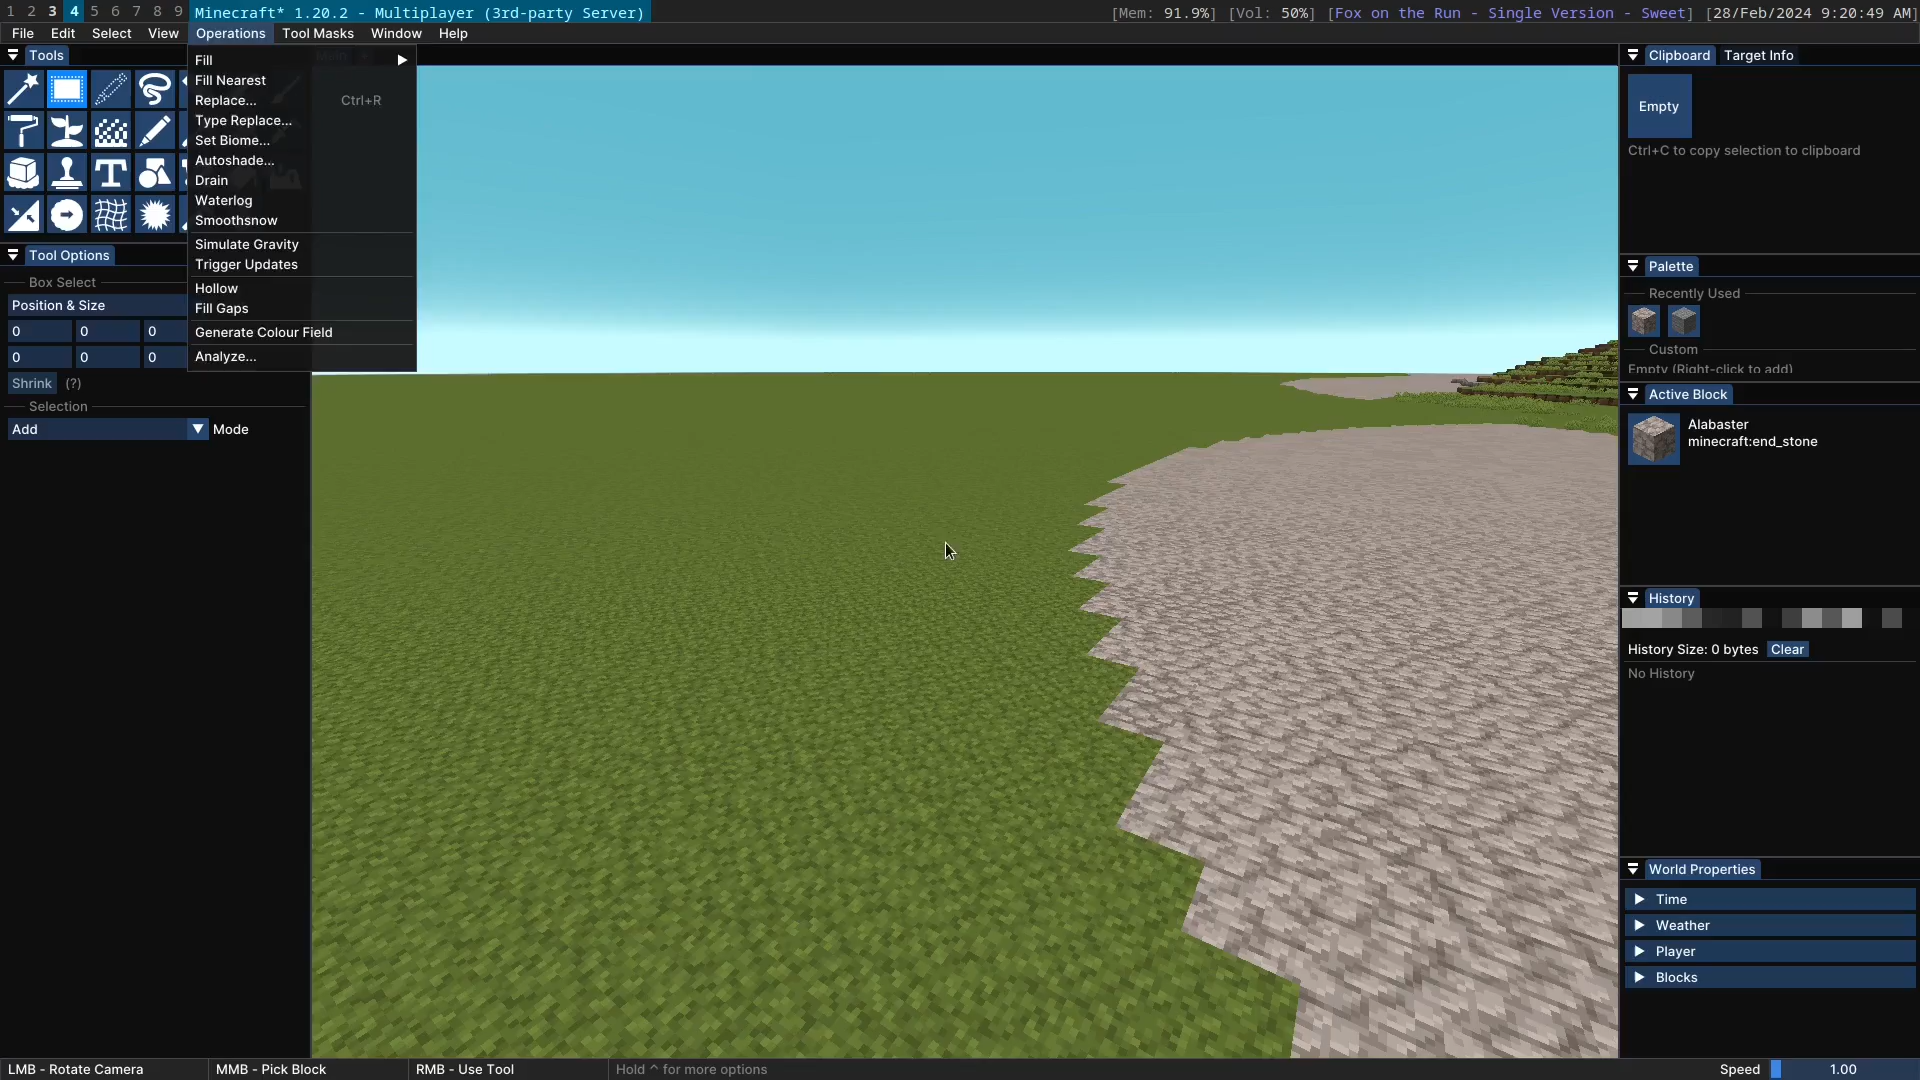 1 2 3 4 5 6 7 8 9 Minecraft* 1.20.2 - Multiplayer (3rd-party Server) [Mem: 91.9%] [Vol: 50%] [Fox on the Run - Single Version - Sweet] [28/Feb/2024 9:20:49 AM]
File Edit Select View Operations Tool Masks Window Help
Tools
Fill
Fill Nearest
Replace... Ctrl+R
Type Replace...
Set Biome...
Autoshade...
Drain
Waterlog
Smoothsnow
Simulate Gravity
Trigger Updates
Hollow
Fill Gaps
Generate Colour Field
Analyze...
Tool Options
Box Select
Position & Size
0 0 0
0 0 0
Shrink (?)
Selection
Add Mode
Clipboard Target Info
Empty
Ctrl+C to copy selection to clipboard
Palette
Recently Used
Custom
Empty (Right-click to add)
Active Block
Alabaster
minecraft:end_stone
History
History Size: 0 bytes Clear
No History
World Properties
Time
Weather
Player
Blocks
LMB - Rotate Camera MMB - Pick Block RMB - Use Tool Hold ^ for more options Speed 1.00